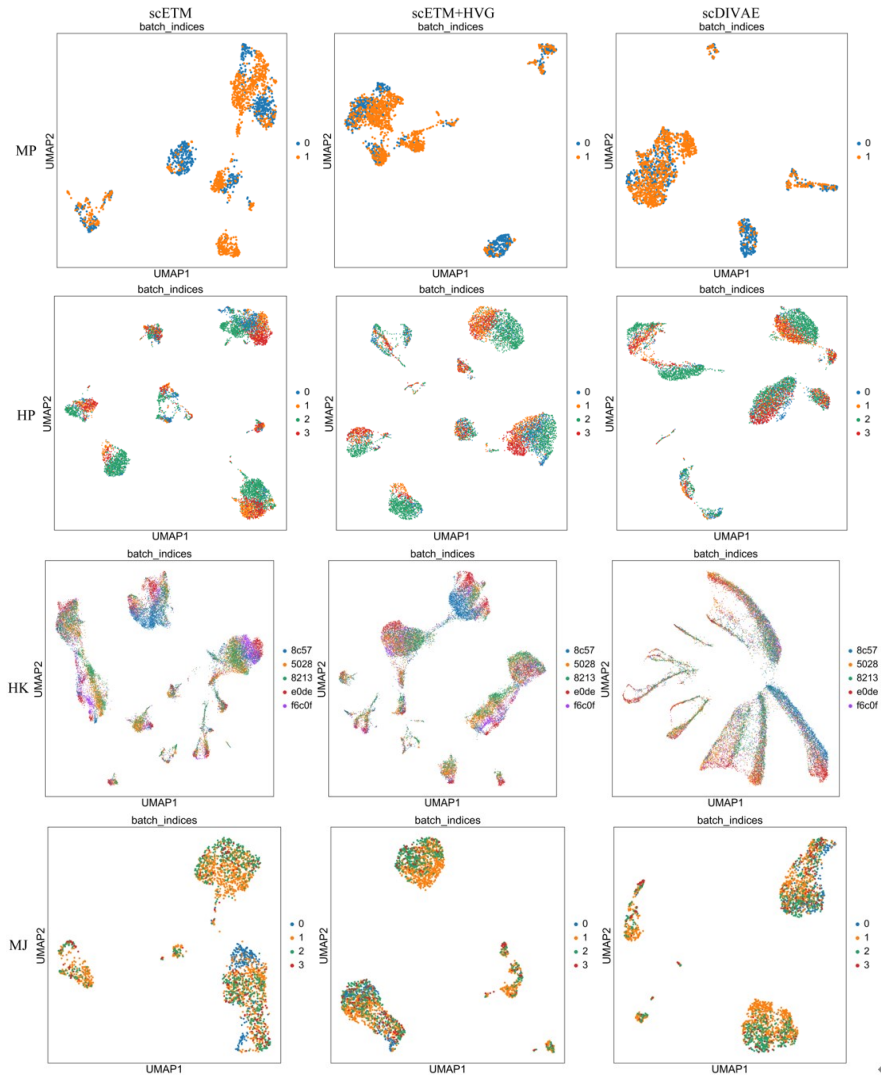 scETM scETM+HVG scDIVAE
batch_indices batch_indices batch_indices
MP
UMAP2 UMAP2 UMAP2
0 0 0
1 1 1
UMAP1 UMAP1 UMAP1
batch_indices batch_indices batch_indices
HP
UMAP2 UMAP2 UMAP2
0 0 0
1 1 1
2 2 2
3 3 3
UMAP1 UMAP1 UMAP1
batch_indices batch_indices batch_indices
HK
UMAP2 UMAP2 UMAP2
8c57 8c57 8c57
5028 5028 5028
8213 8213 8213
e0de e0de e0de
f6c0f f6c0f f6c0f
UMAP1 UMAP1 UMAP1
batch_indices batch_indices batch_indices
MJ
UMAP2 UMAP2 UMAP2
0 0 0
1 1 1
2 2 2
3 3 3
UMAP1 UMAP1 UMAP1